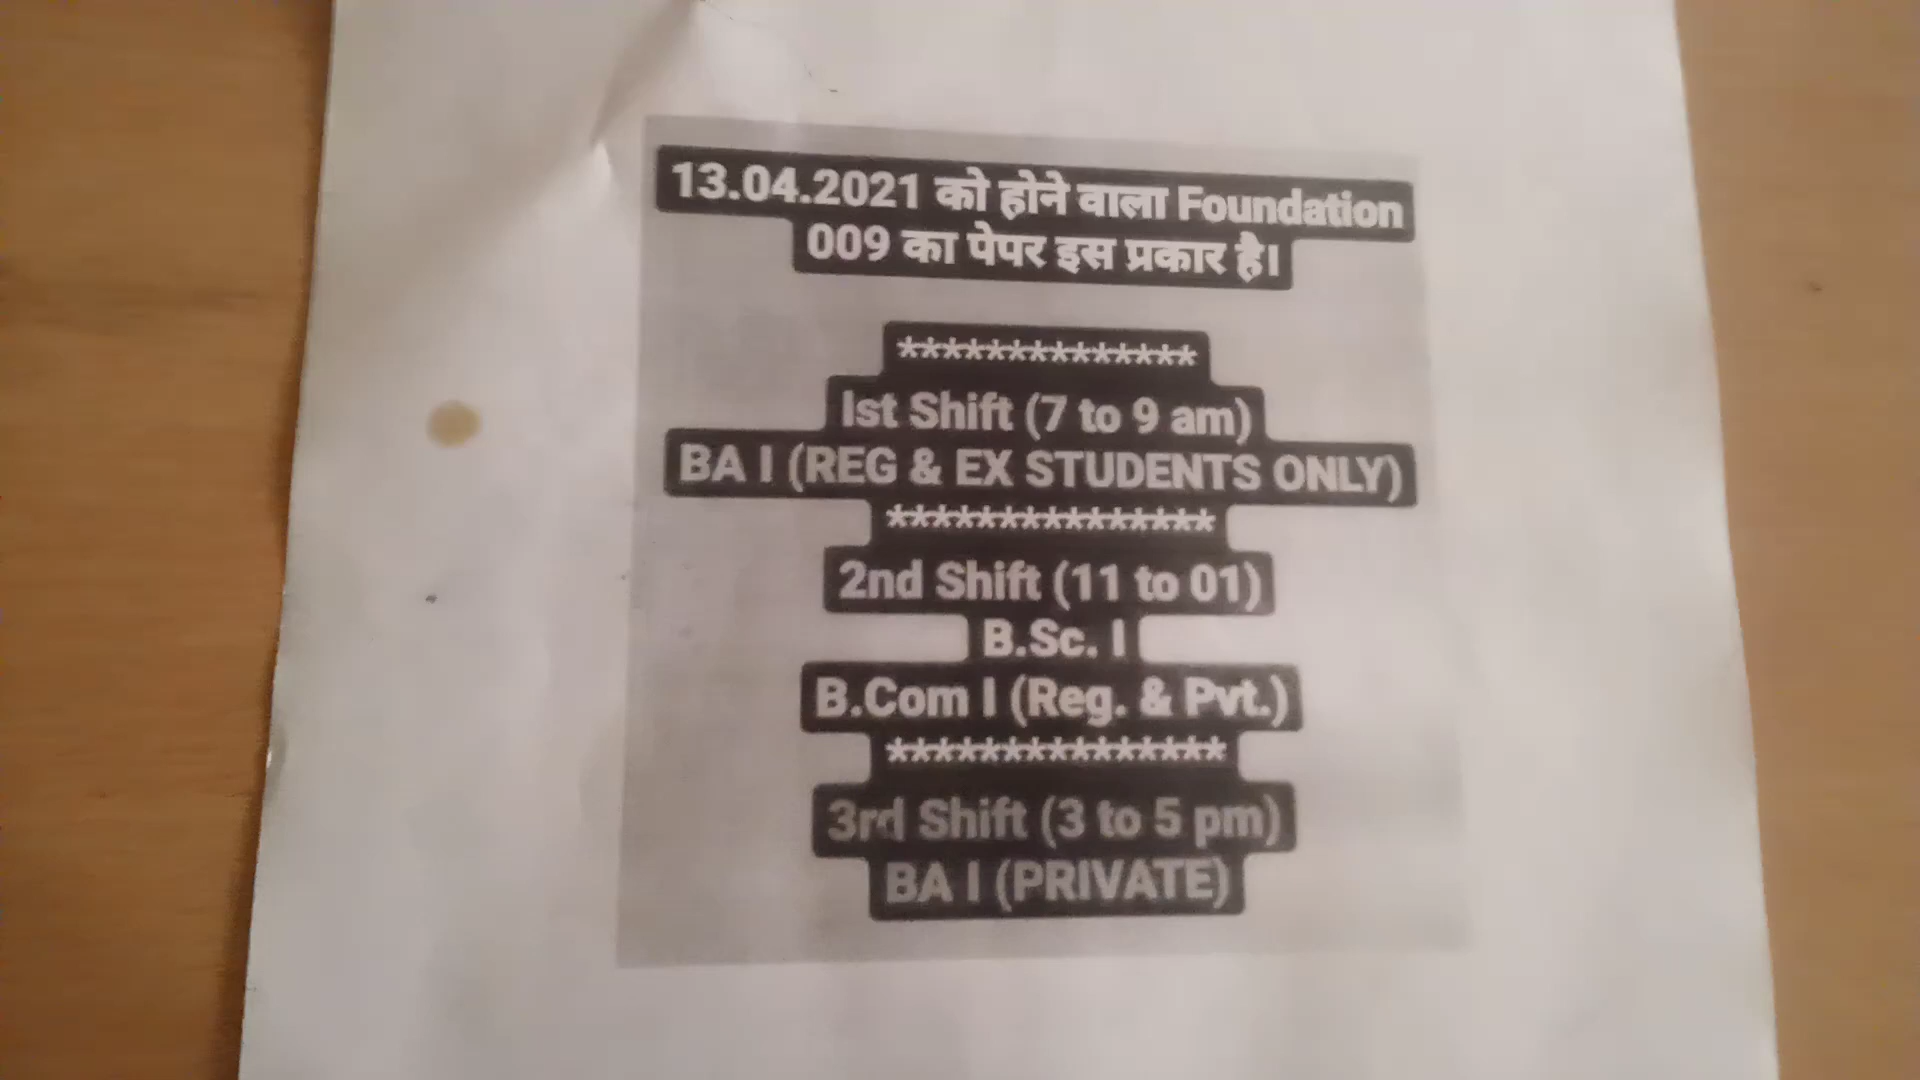 13.04.2021 को होने वाला Foundation
009 का पेपर इस प्रकार है।
**************
Ist Shift (7 to 9 am)
BA I (REG & EX STUDENTS ONLY)
***************
2nd Shift (11 to 01)
B.Sc. I
B.Com I (Reg. & Pvt.)
***************
3rd Shift (3 to 5 pm)
BA I (PRIVATE)